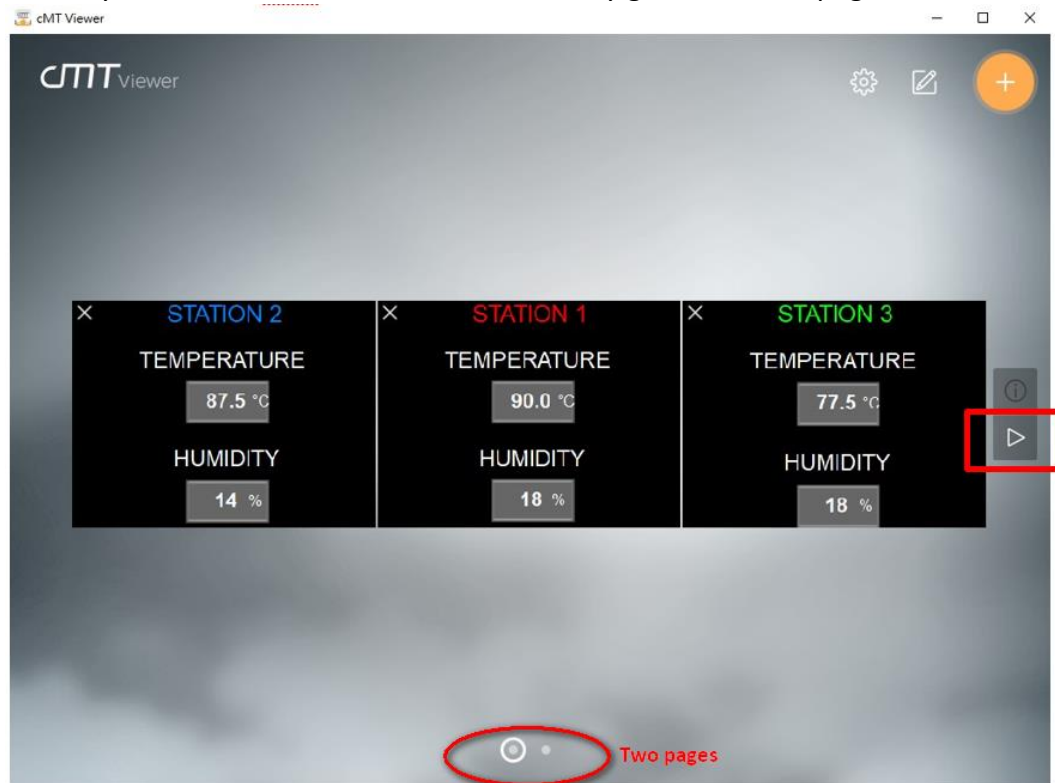 cMT Viewer
cMT Viewer
STATION 2
STATION 1
STATION 3
TEMPERATURE
TEMPERATURE
TEMPERATURE
87.5 °C
90.0 °C
77.5 °C
HUMIDITY
HUMIDITY
HUMIDITY
14 %
18 %
18 %
Two pages